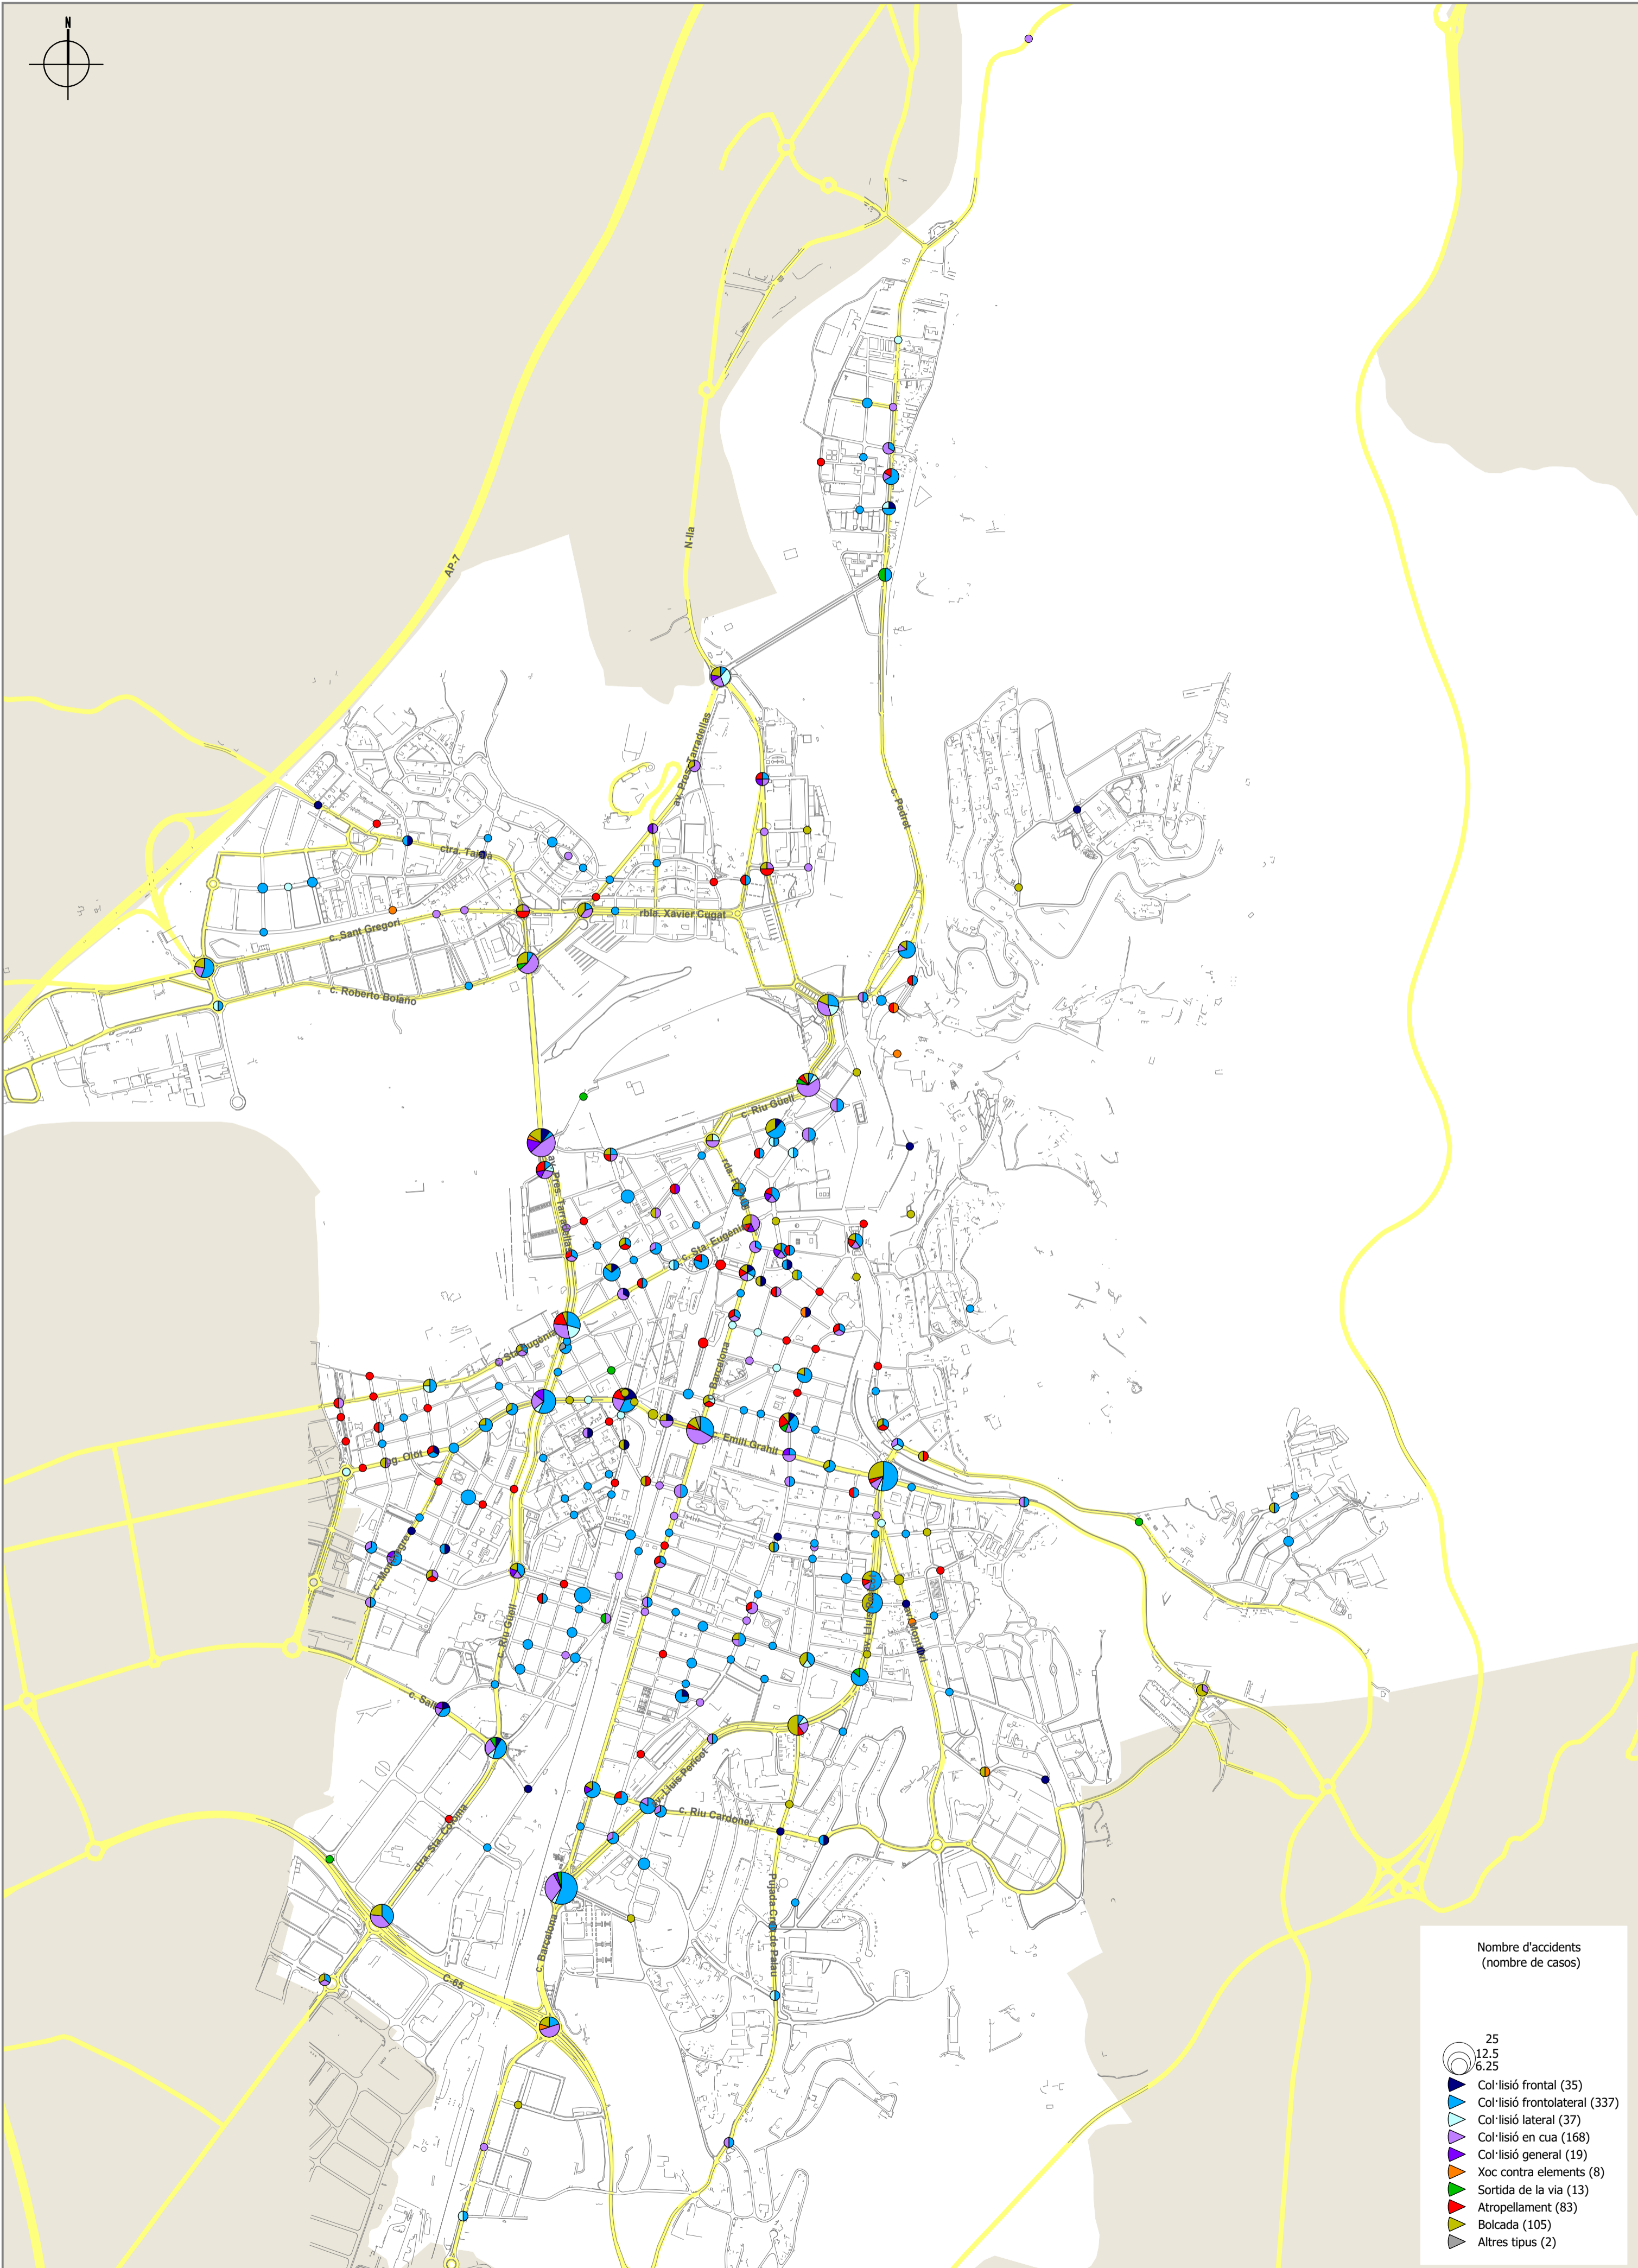 N
N-IIa
AP-7
av. Pres. Tarradellas
c. Pedret
ctra. Taialà
rbla. Xavier Cugat
c. Sant Gregori
c. Roberto Bolaño
c. Riu Güell
av. Pres. Tarradellas
c. Sta. Eugènia
Sta. Eugènia
Barcelona
Emili Grahit
c. Riu Güell
c. Salt
av. Lluís Pericot
c. Riu Cardoner
ctra. Sta. Coloma
Pujada Creu de Palau
c. Barcelona
C-65
Nombre d'accidents
(nombre de casos)
25
12.5
6.25
Col·lisió frontal (35)
Col·lisió frontolateral (337)
Col·lisió lateral (37)
Col·lisió en cua (168)
Col·lisió general (19)
Xoc contra elements (8)
Sortida de la via (13)
Atropellament (83)
Bolcada (105)
Altres tipus (2)